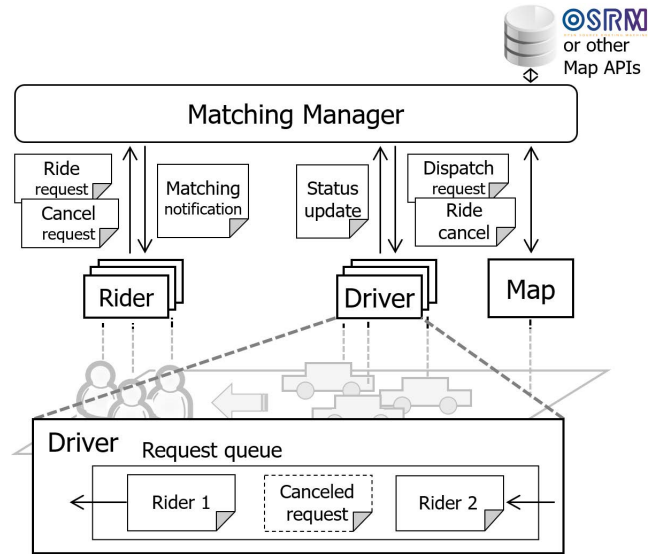 OSRM
or other
Map APIs
Matching Manager
Ride
request
Cancel
request
Matching
notification
Status
update
Dispatch
request
Ride
cancel
Rider
Driver
Map
Driver
Request queue
Rider 1
Canceled
request
Rider 2